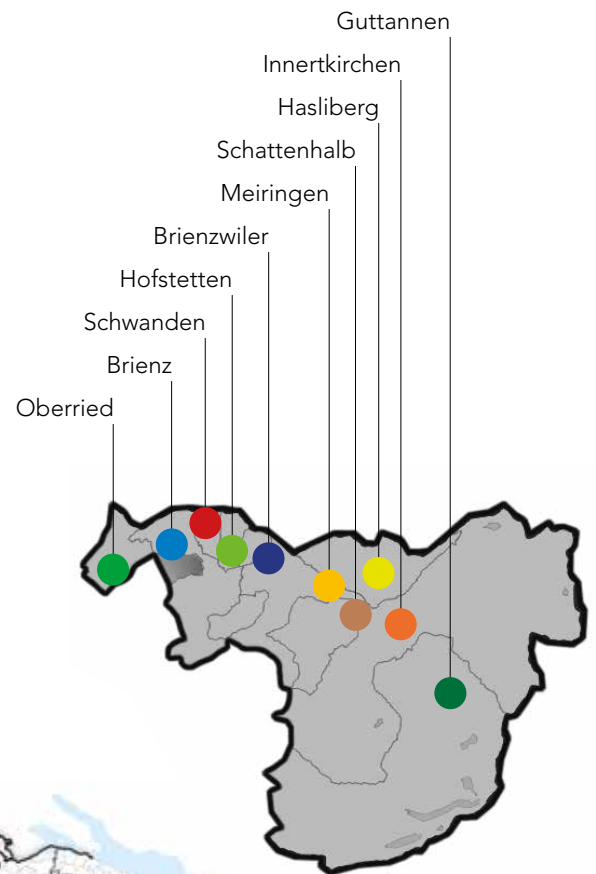 Guttannen
Innertkirchen
Hasliberg
Schattenhalb
Meiringen
Brienzwiler
Hofstetten
Schwanden
Brienz
Oberried